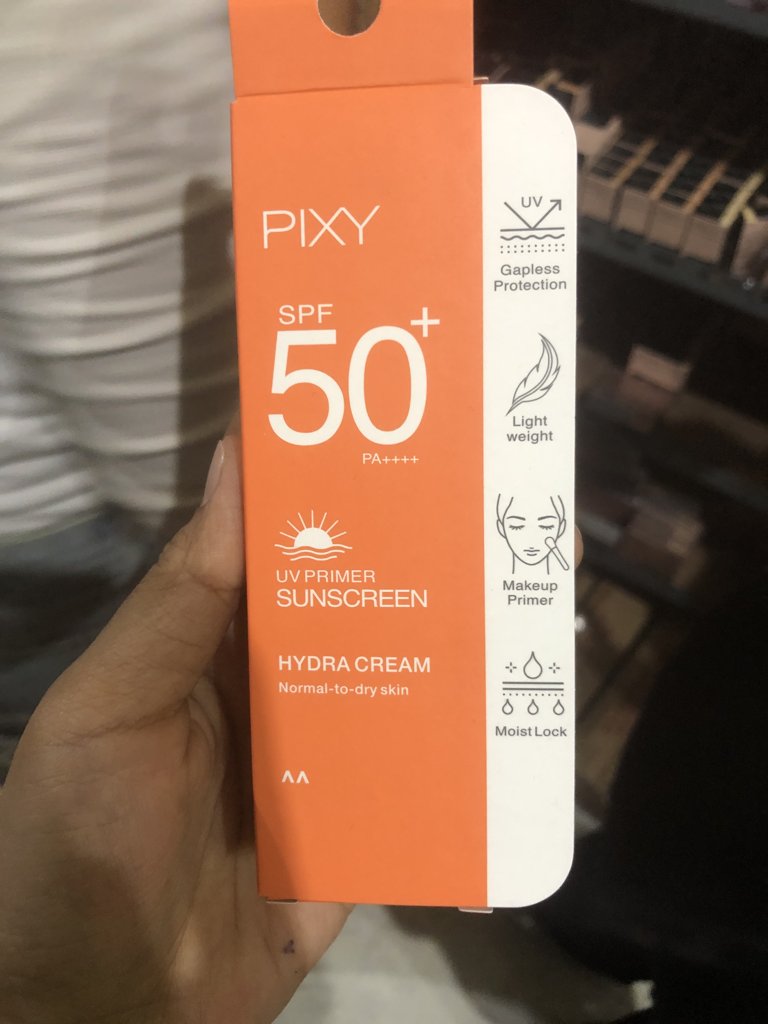 PIXY
SPF
50+
PA++++
UV PRIMER
SUNSCREEN
HYDRA CREAM
Normal-to-dry skin
UV
Gapless
Protection
Light
weight
Makeup
Primer
Moist Lock